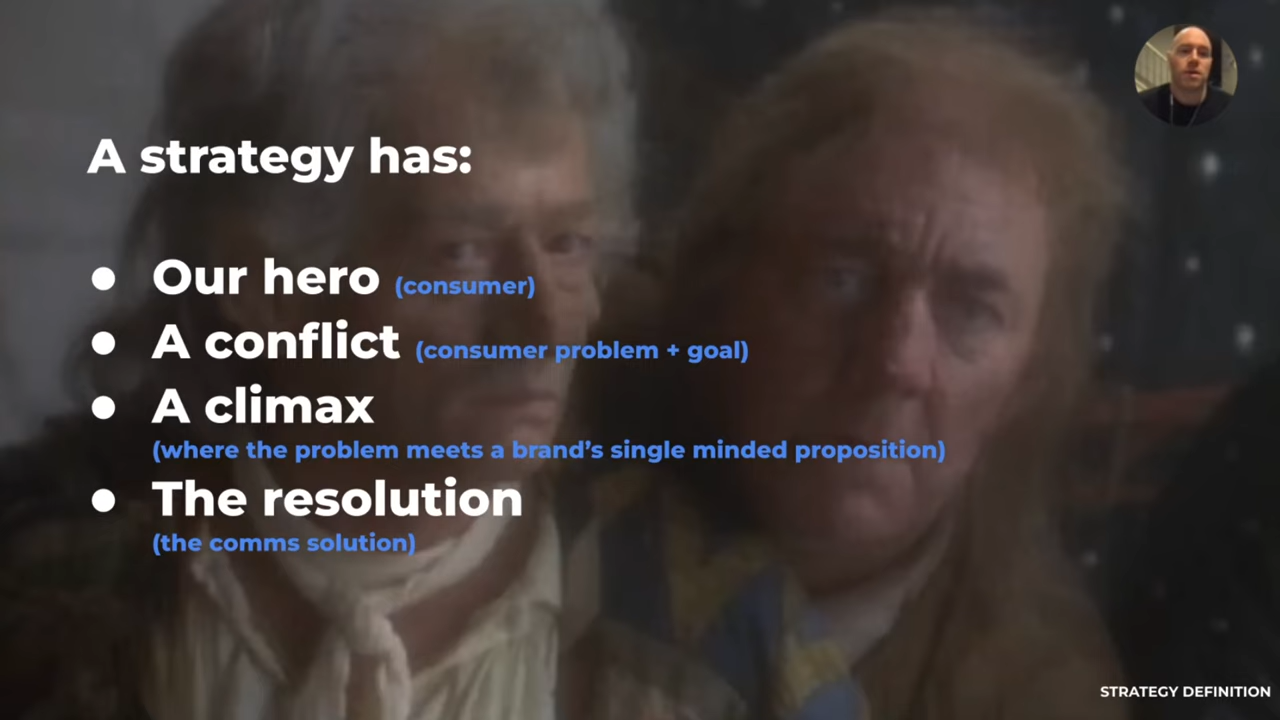 A strategy has:
● Our hero (consumer)
● A conflict (consumer problem + goal)
● A climax
(where the problem meets a brand’s single minded proposition)
● The resolution
(the comms solution)
STRATEGY DEFINITION